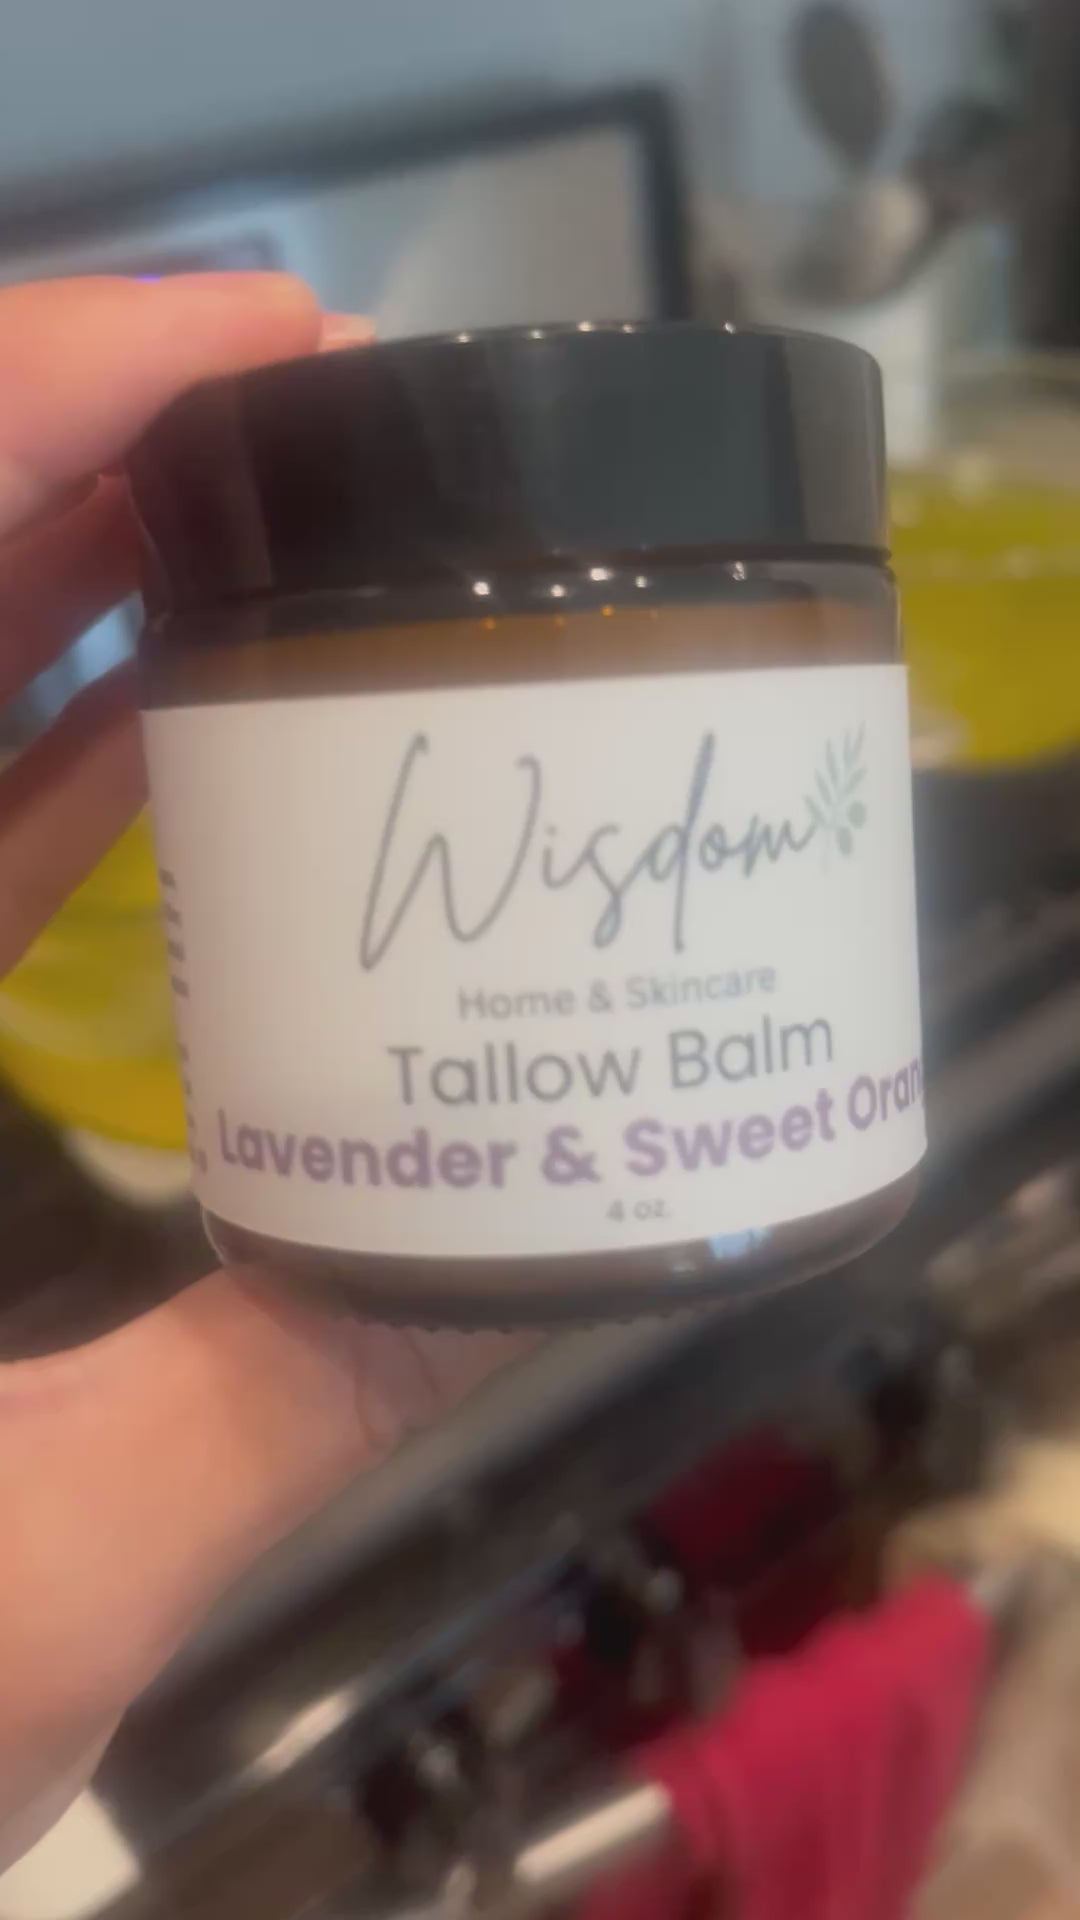 Wisdom
Home & Skincare
Tallow Balm
Lavender & Sweet Oran
4 oz.